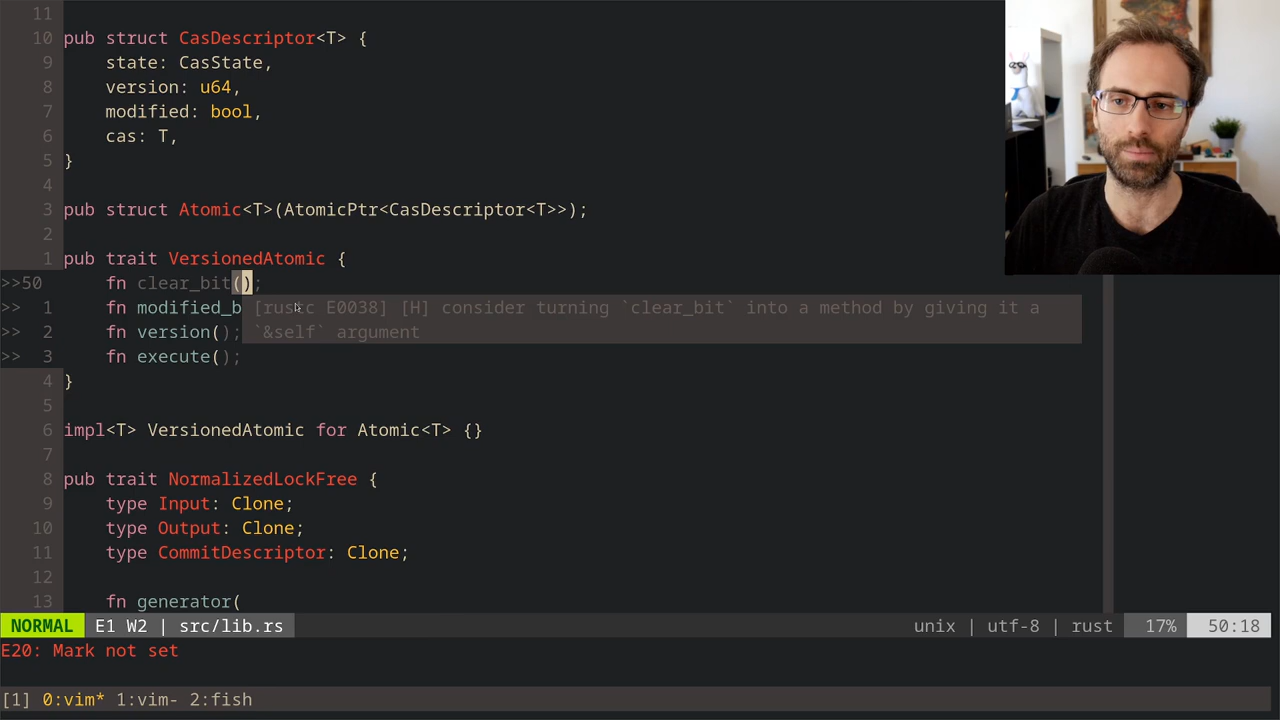 11
10 pub struct CasDescriptor<T> {
9 state: CasState,
8 version: u64,
7 modified: bool,
6 cas: T,
5 }
4
3 pub struct Atomic<T>(AtomicPtr<CasDescriptor<T>>);
2
1 pub trait VersionedAtomic {
>>50 fn clear_bit();
>> 1 fn modified_b [rustc E0038] [H] consider turning `clear_bit` into a method by giving it a
>> 2 fn version(); `&self` argument
>> 3 fn execute();
4 }
5
6 impl<T> VersionedAtomic for Atomic<T> {}
7
8 pub trait NormalizedLockFree {
9 type Input: Clone;
10 type Output: Clone;
11 type CommitDescriptor: Clone;
12
13 fn generator(
NORMAL E1 W2 | src/lib.rs unix | utf-8 | rust 17% 50:18
E20: Mark not set
[1] 0:vim* 1:vim- 2:fish